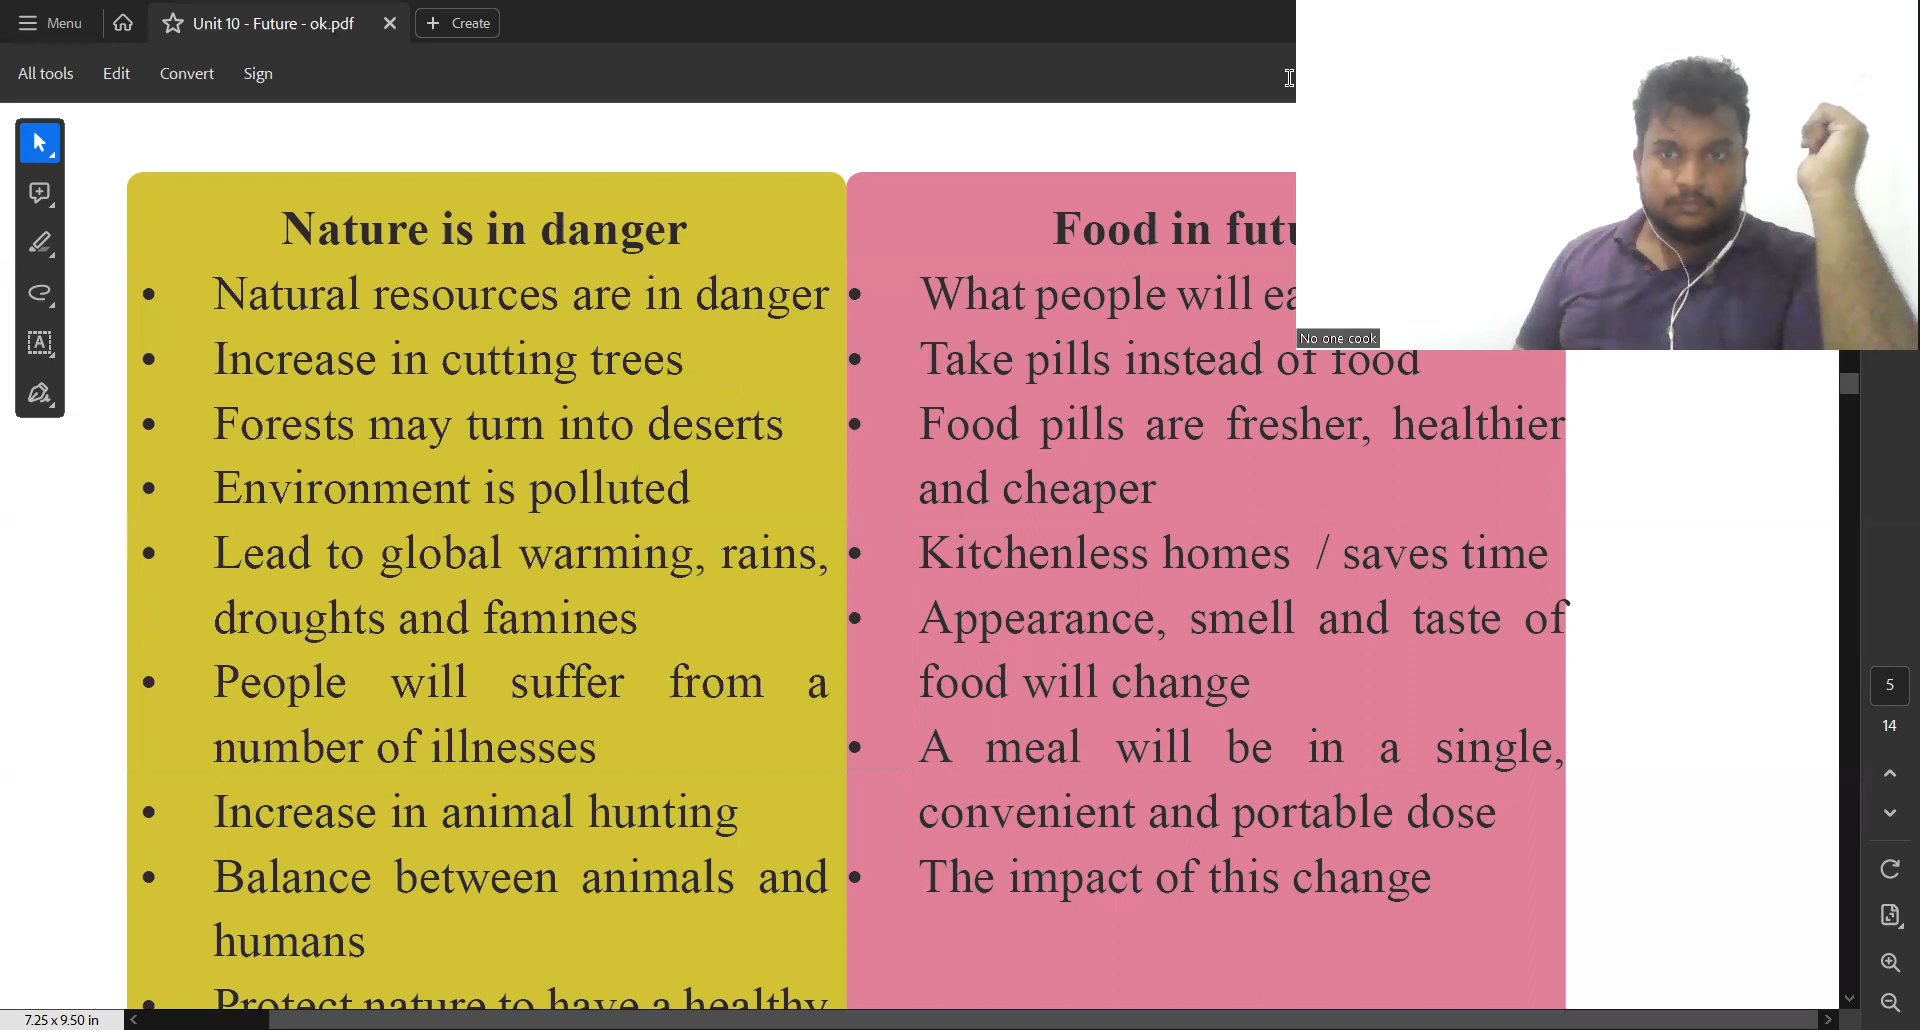 Menu
Unit 10 - Future - ok.pdf
Create
All tools
Edit
Convert
Sign
Nature is in danger
Natural resources are in danger
Increase in cutting trees
Forests may turn into deserts
Environment is polluted
Lead to global warming, rains,
droughts and famines
People will suffer from a
number of illnesses
Increase in animal hunting
Balance between animals and
humans
Protect nature to have a healthy
Food in
What people will
Take pills instead of food
Food pills are fresher, healthier
and cheaper
Kitchenless homes / saves time
Appearance, smell and taste of
food will change
A meal will be in a single,
convenient and portable dose
The impact of this change
No one cook
5
14
7.25 x 9.50 in